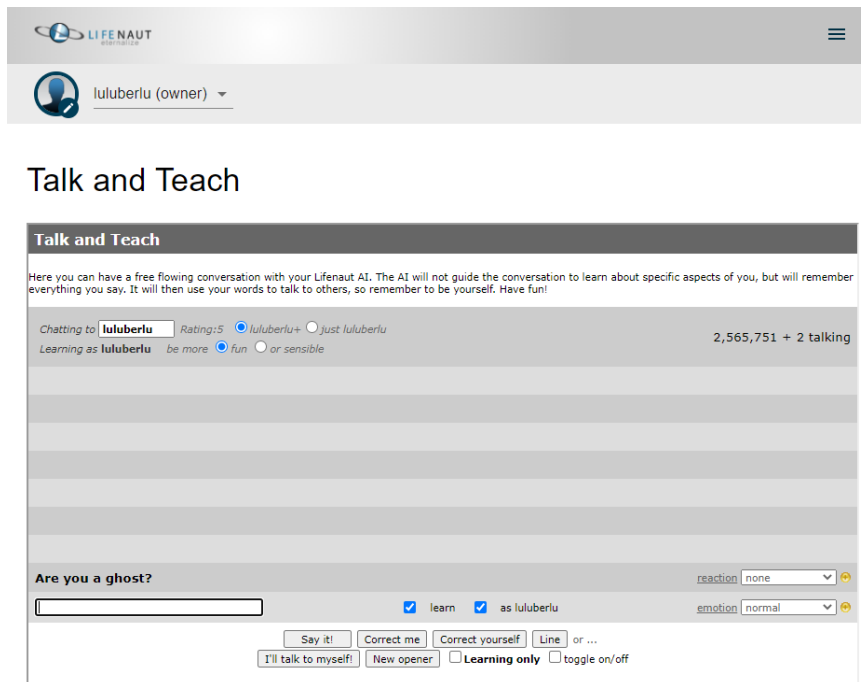 LIFENAUT
eternalize
luluberlu (owner)
Talk and Teach
Talk and Teach
Here you can have a free flowing conversation with your Lifenaut AI. The AI will not guide the conversation to learn about specific aspects of you, but will remember
everything you say. It will then use your words to talk to others, so remember to be yourself. Have fun!
Chatting to luluberlu Rating:5 luluberlu+ just luluberlu
2,565,751 + 2 talking
Learning as luluberlu be more fun or sensible
Are you a ghost? reaction none
learn as luluberlu emotion normal
Say it! Correct me Correct yourself Line or ...
I'll talk to myself! New opener Learning only toggle on/off